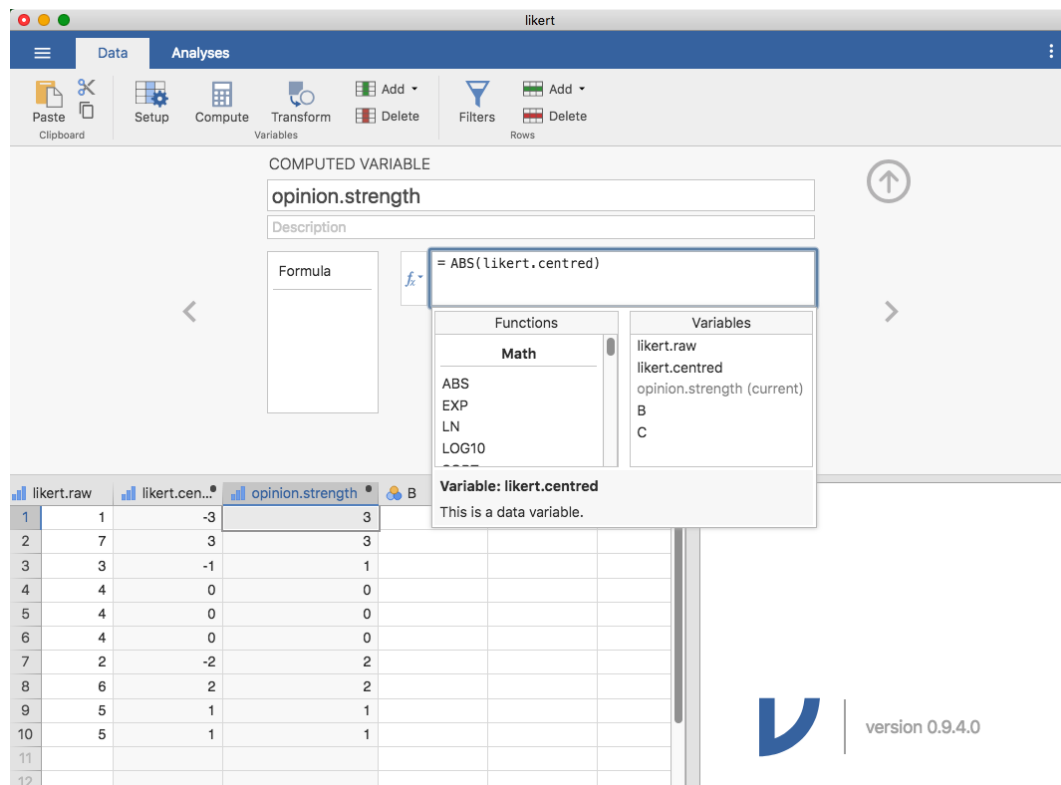 likert
Data Analyses
Paste Setup Compute Transform Add Delete Filters Add Delete
Clipboard Variables Rows
COMPUTED VARIABLE
opinion.strength
Description
Formula
fx = ABS(likert.centred)
Functions Variables
Math
ABS
EXP
LN
LOG10
likert.raw
likert.centred
opinion.strength (current)
B
C
Variable: likert.centred
This is a data variable.
likert.raw likert.cen... opinion.strength B
1 1 -3 3
2 7 3 3
3 3 -1 1
4 4 0 0
5 4 0 0
6 4 0 0
7 2 -2 2
8 6 2 2
9 5 1 1
10 5 1 1
11
12
version 0.9.4.0